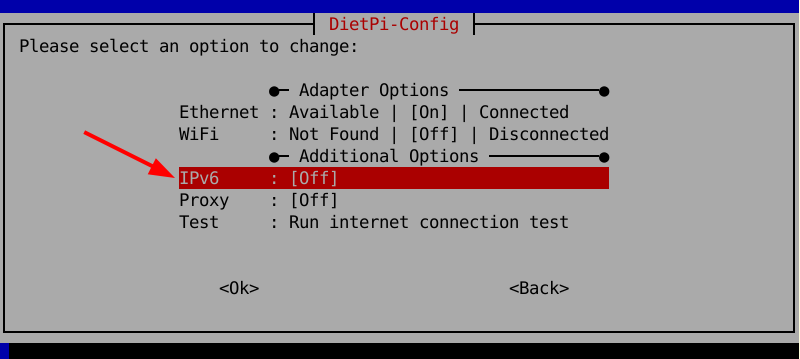 DietPi-Config
Please select an option to change:
Adapter Options
Ethernet : Available | [On] | Connected
WiFi : Not Found | [Off] | Disconnected
Additional Options
IPv6 : [Off]
Proxy : [Off]
Test : Run internet connection test
<Ok> <Back>